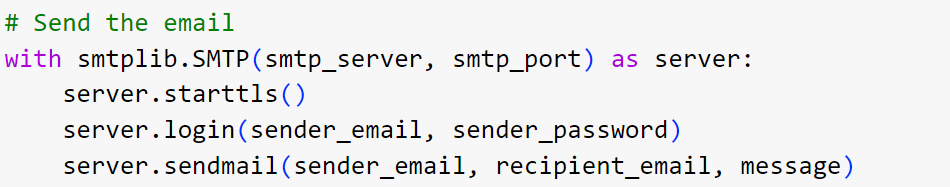 # Send the email
with smtplib.SMTP(smtp_server, smtp_port) as server:
    server.starttls()
    server.login(sender_email, sender_password)
    server.sendmail(sender_email, recipient_email, message)